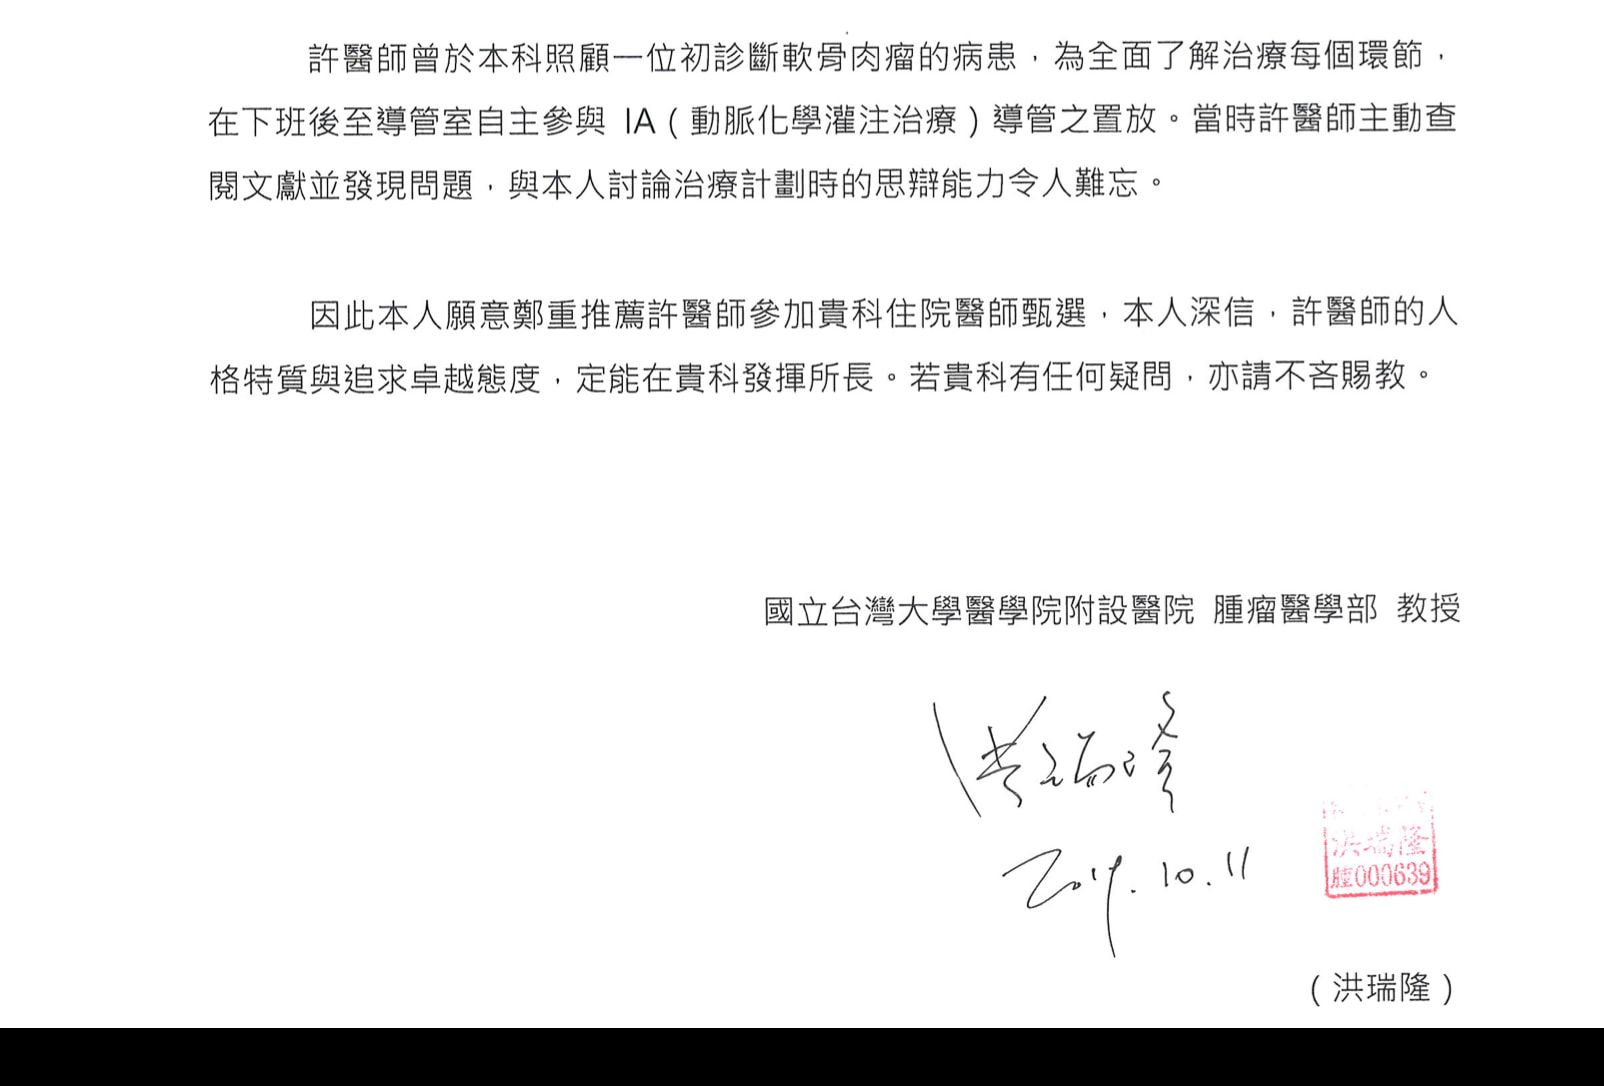 許醫師曾於本科照顧一位初診斷軟骨肉瘤的病患，為全面了解治療每個環節，
在下班後至導管室自主參與 IA（動脈化學灌注治療）導管之置放。當時許醫師主動查
閱文獻並發現問題，與本人討論治療計劃時的思辯能力令人難忘。
因此本人願意鄭重推薦許醫師參加貴科住院醫師甄選，本人深信，許醫師的人
格特質與追求卓越態度，定能在貴科發揮所長。若貴科有任何疑問，亦請不吝賜教。
國立台灣大學醫學院附設醫院 腫瘤醫學部 教授
洪瑞隆
2019.10.11
洪瑞隆
腫000639
（洪瑞隆）